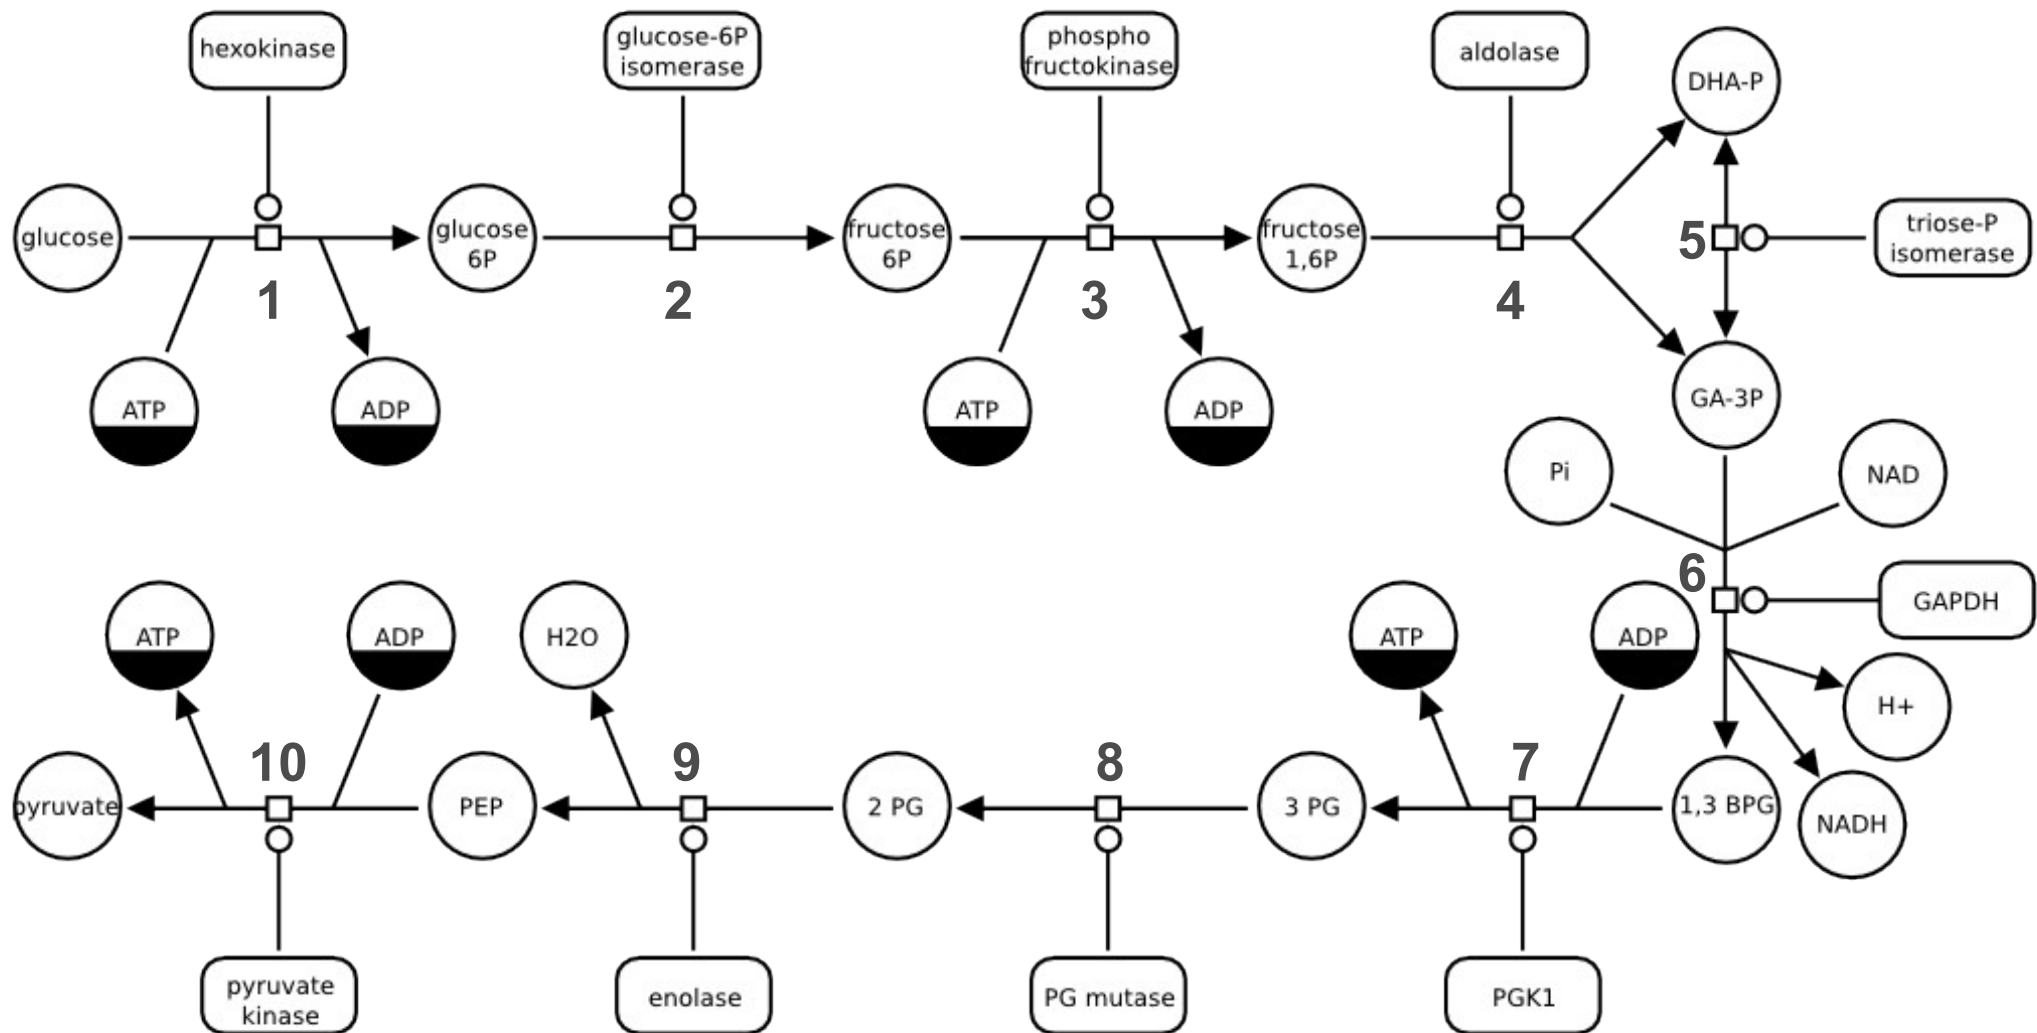 hexokinase
glucose-6P
isomerase
phospho
fructokinase
aldolase
DHA-P
glucose
glucose
6P
fructose
6P
fructose
1,6P
5
triose-P
isomerase
1
2
3
4
ATP
ADP
ATP
ADP
GA-3P
Pi
NAD
6
GAPDH
ATP
ADP
H2O
ATP
ADP
H+
10
9
8
7
pyruvate
PEP
2 PG
3 PG
1,3 BPG
NADH
pyruvate
kinase
enolase
PG mutase
PGK1